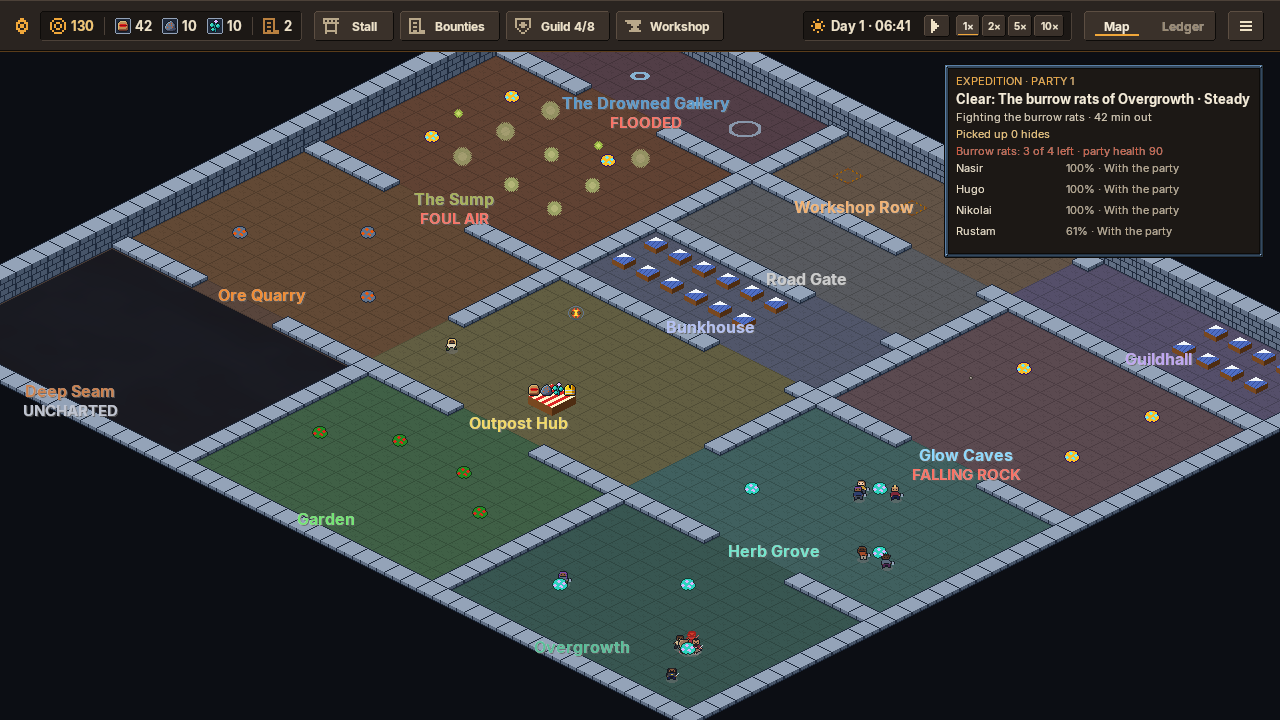 130 42 10 10 2 Stall Bounties Guild 4/8 Workshop Day 1 · 06:41 1× 2× 5× 10× Map Ledger
EXPEDITION · PARTY 1
Clear: The burrow rats of Overgrowth · Steady
Fighting the burrow rats · 42 min out
Picked up 0 hides
Burrow rats: 3 of 4 left · party health 90
Nasir 100% · With the party
Hugo 100% · With the party
Nikolai 100% · With the party
Rustam 61% · With the party
The Drowned Gallery
FLOODED
The Sump
FOUL AIR
Workshop Row
Road Gate
Ore Quarry
Bunkhouse
Guildhall
Deep Seam
UNCHARTED
Outpost Hub
Glow Caves
FALLING ROCK
Garden
Herb Grove
Overgrowth